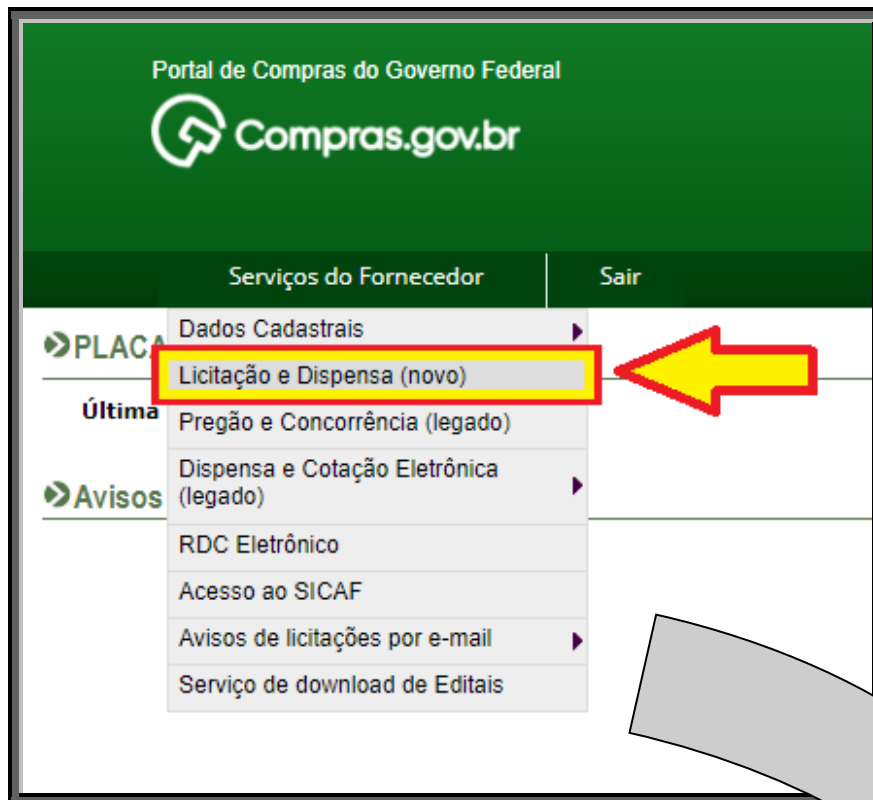 Portal de Compras do Governo Federal
Compras.gov.br
Serviços do Fornecedor
Sair
PLACA
Última
Avisos
Dados Cadastrais
Licitação e Dispensa (novo)
Pregão e Concorrência (legado)
Dispensa e Cotação Eletrônica
(legado)
RDC Eletrônico
Acesso ao SICAF
Avisos de licitações por e-mail
Serviço de download de Editais